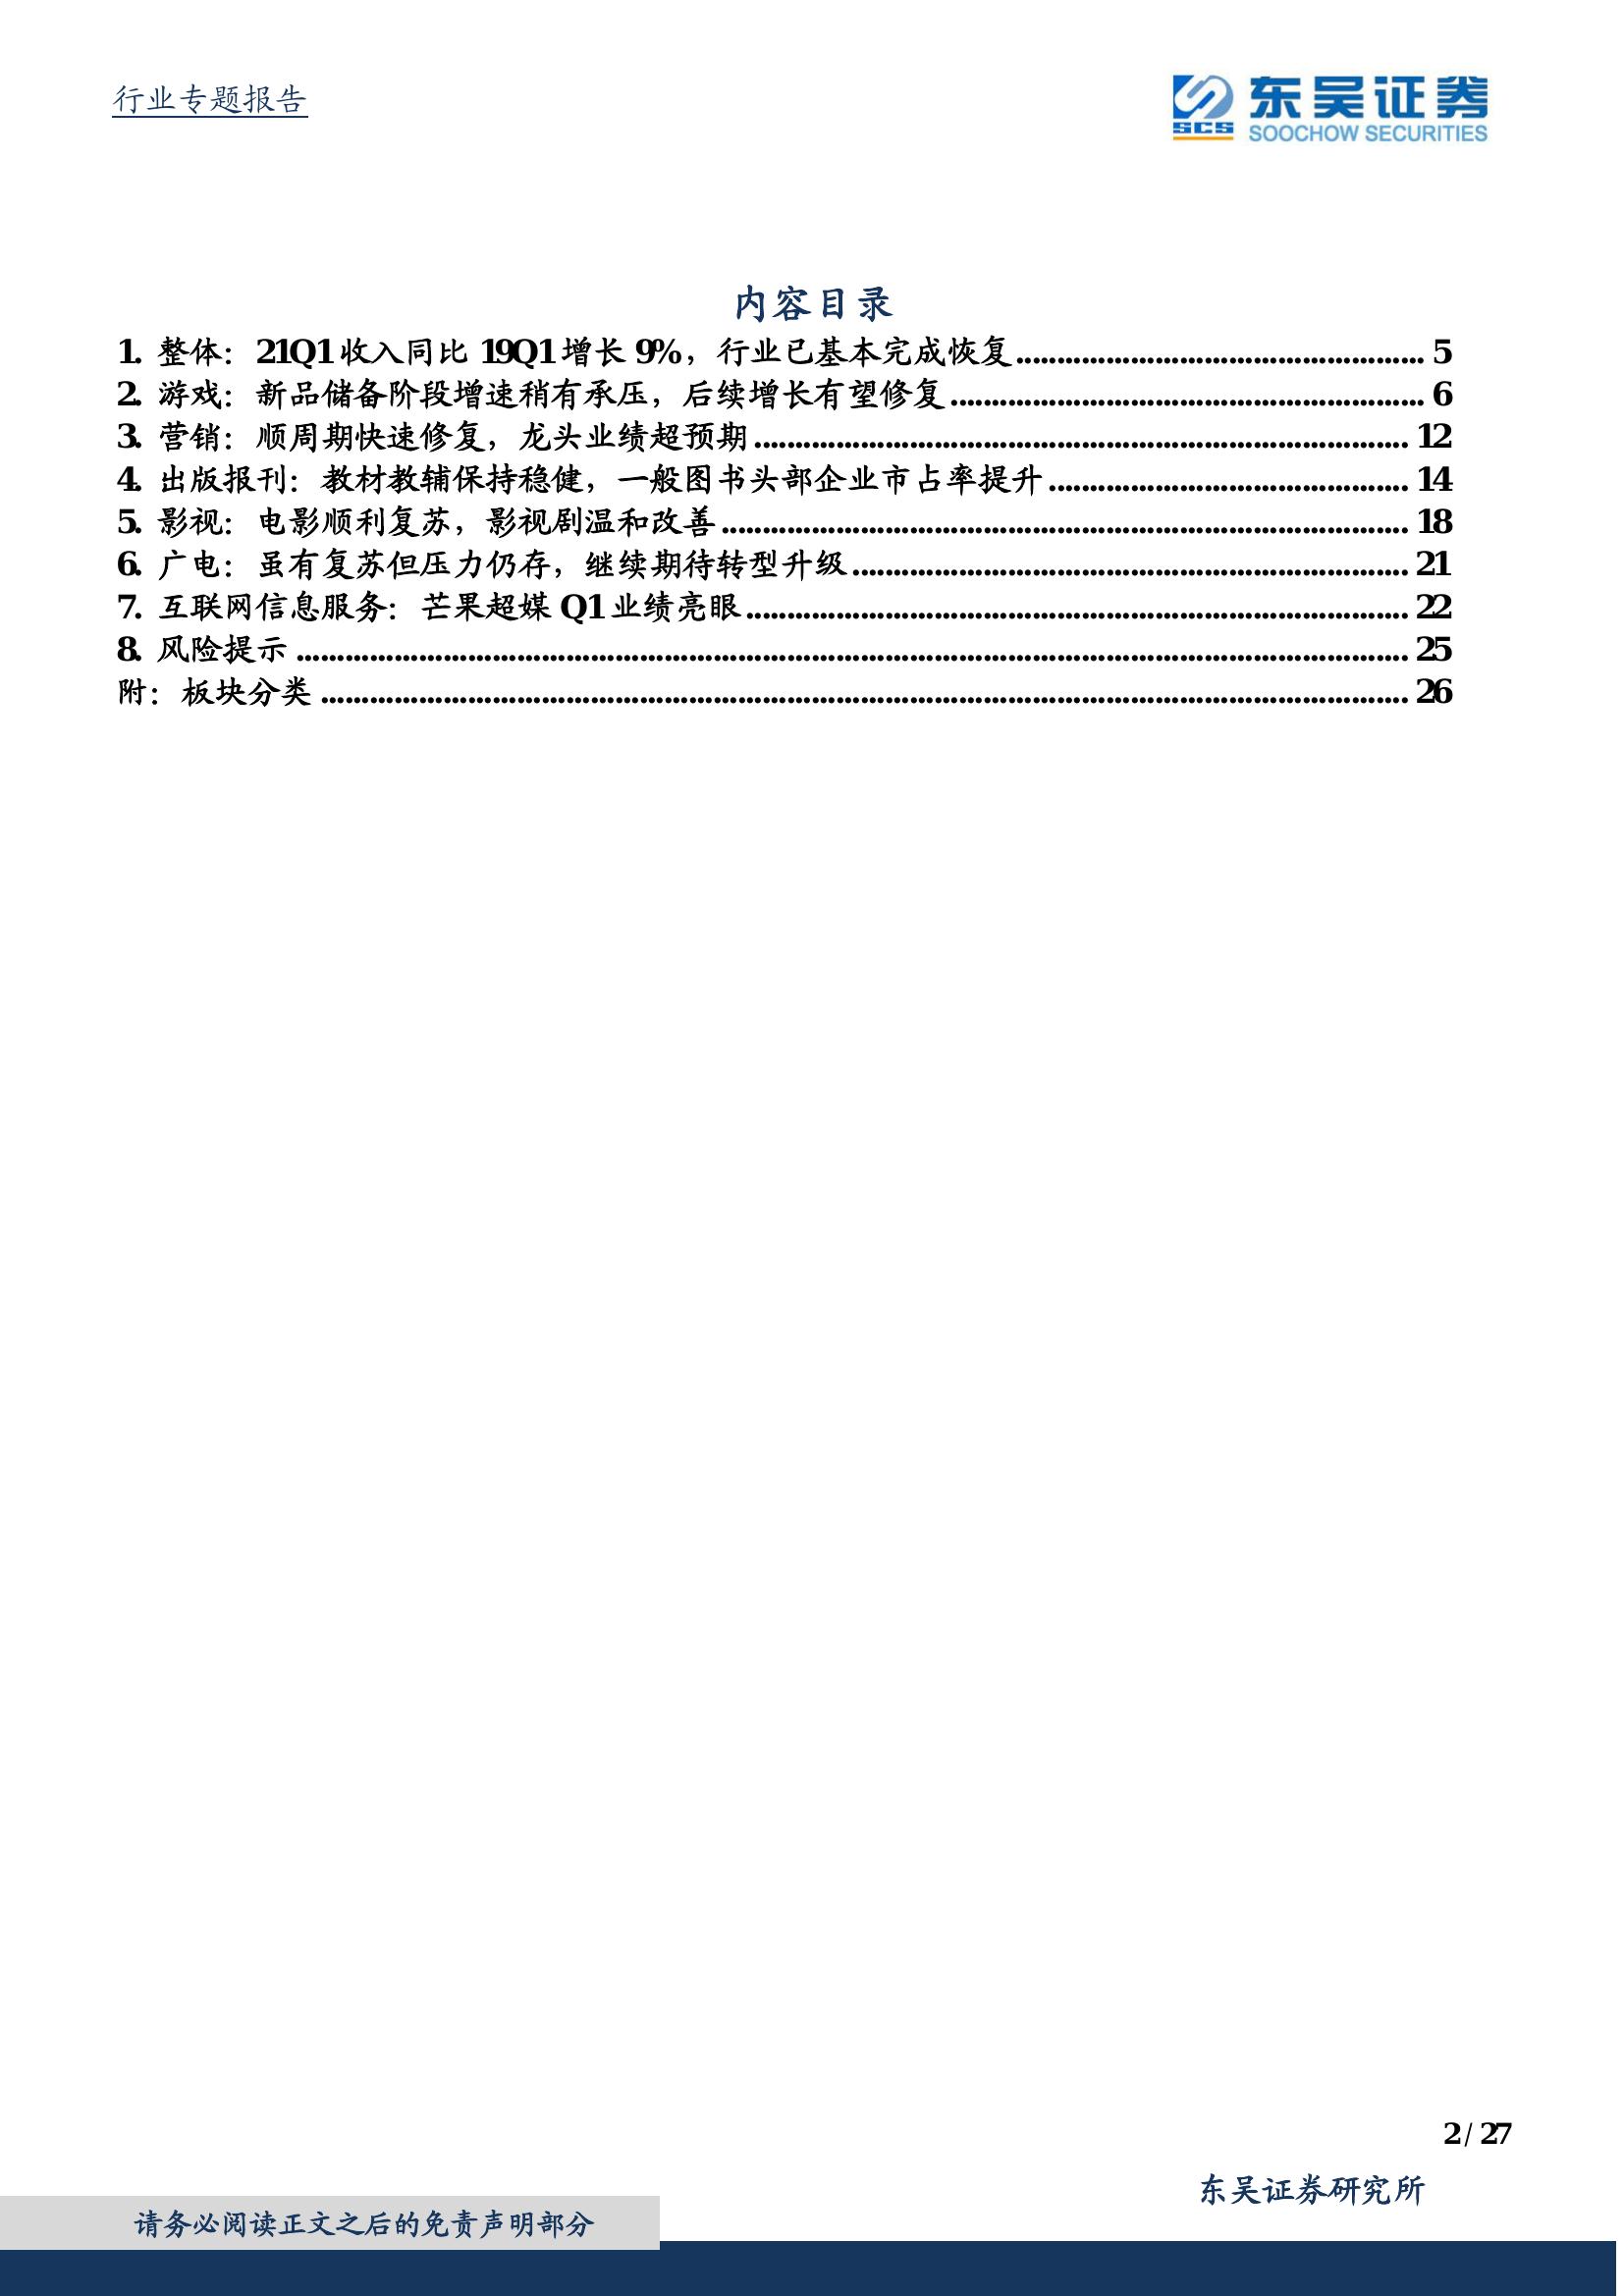 行业专题报告
SCS 东吴证券
SOOCHOW SECURITIES
内容目录
1. 整体：21Q1 收入同比 19Q1 增长 9%，行业已基本完成恢复 5
2. 游戏：新品储备阶段增速稍有承压，后续增长有望修复 6
3. 营销：顺周期快速修复，龙头业绩超预期 12
4. 出版报刊：教材教辅保持稳健，一般图书头部企业市占率提升 14
5. 影视：电影顺利复苏，影视剧温和改善 18
6. 广电：虽有复苏但压力仍存，继续期待转型升级 21
7. 互联网信息服务：芒果超媒 Q1 业绩亮眼 22
8. 风险提示 25
附：板块分类 26
2 / 27
东吴证券研究所
请务必阅读正文之后的免责声明部分